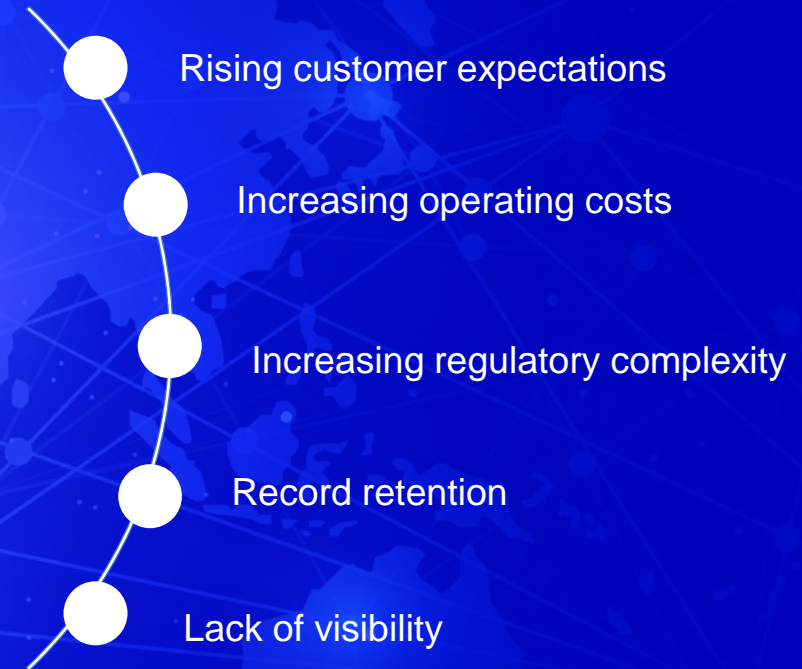 Rising customer expectations
Increasing operating costs
Increasing regulatory complexity
Record retention
Lack of visibility